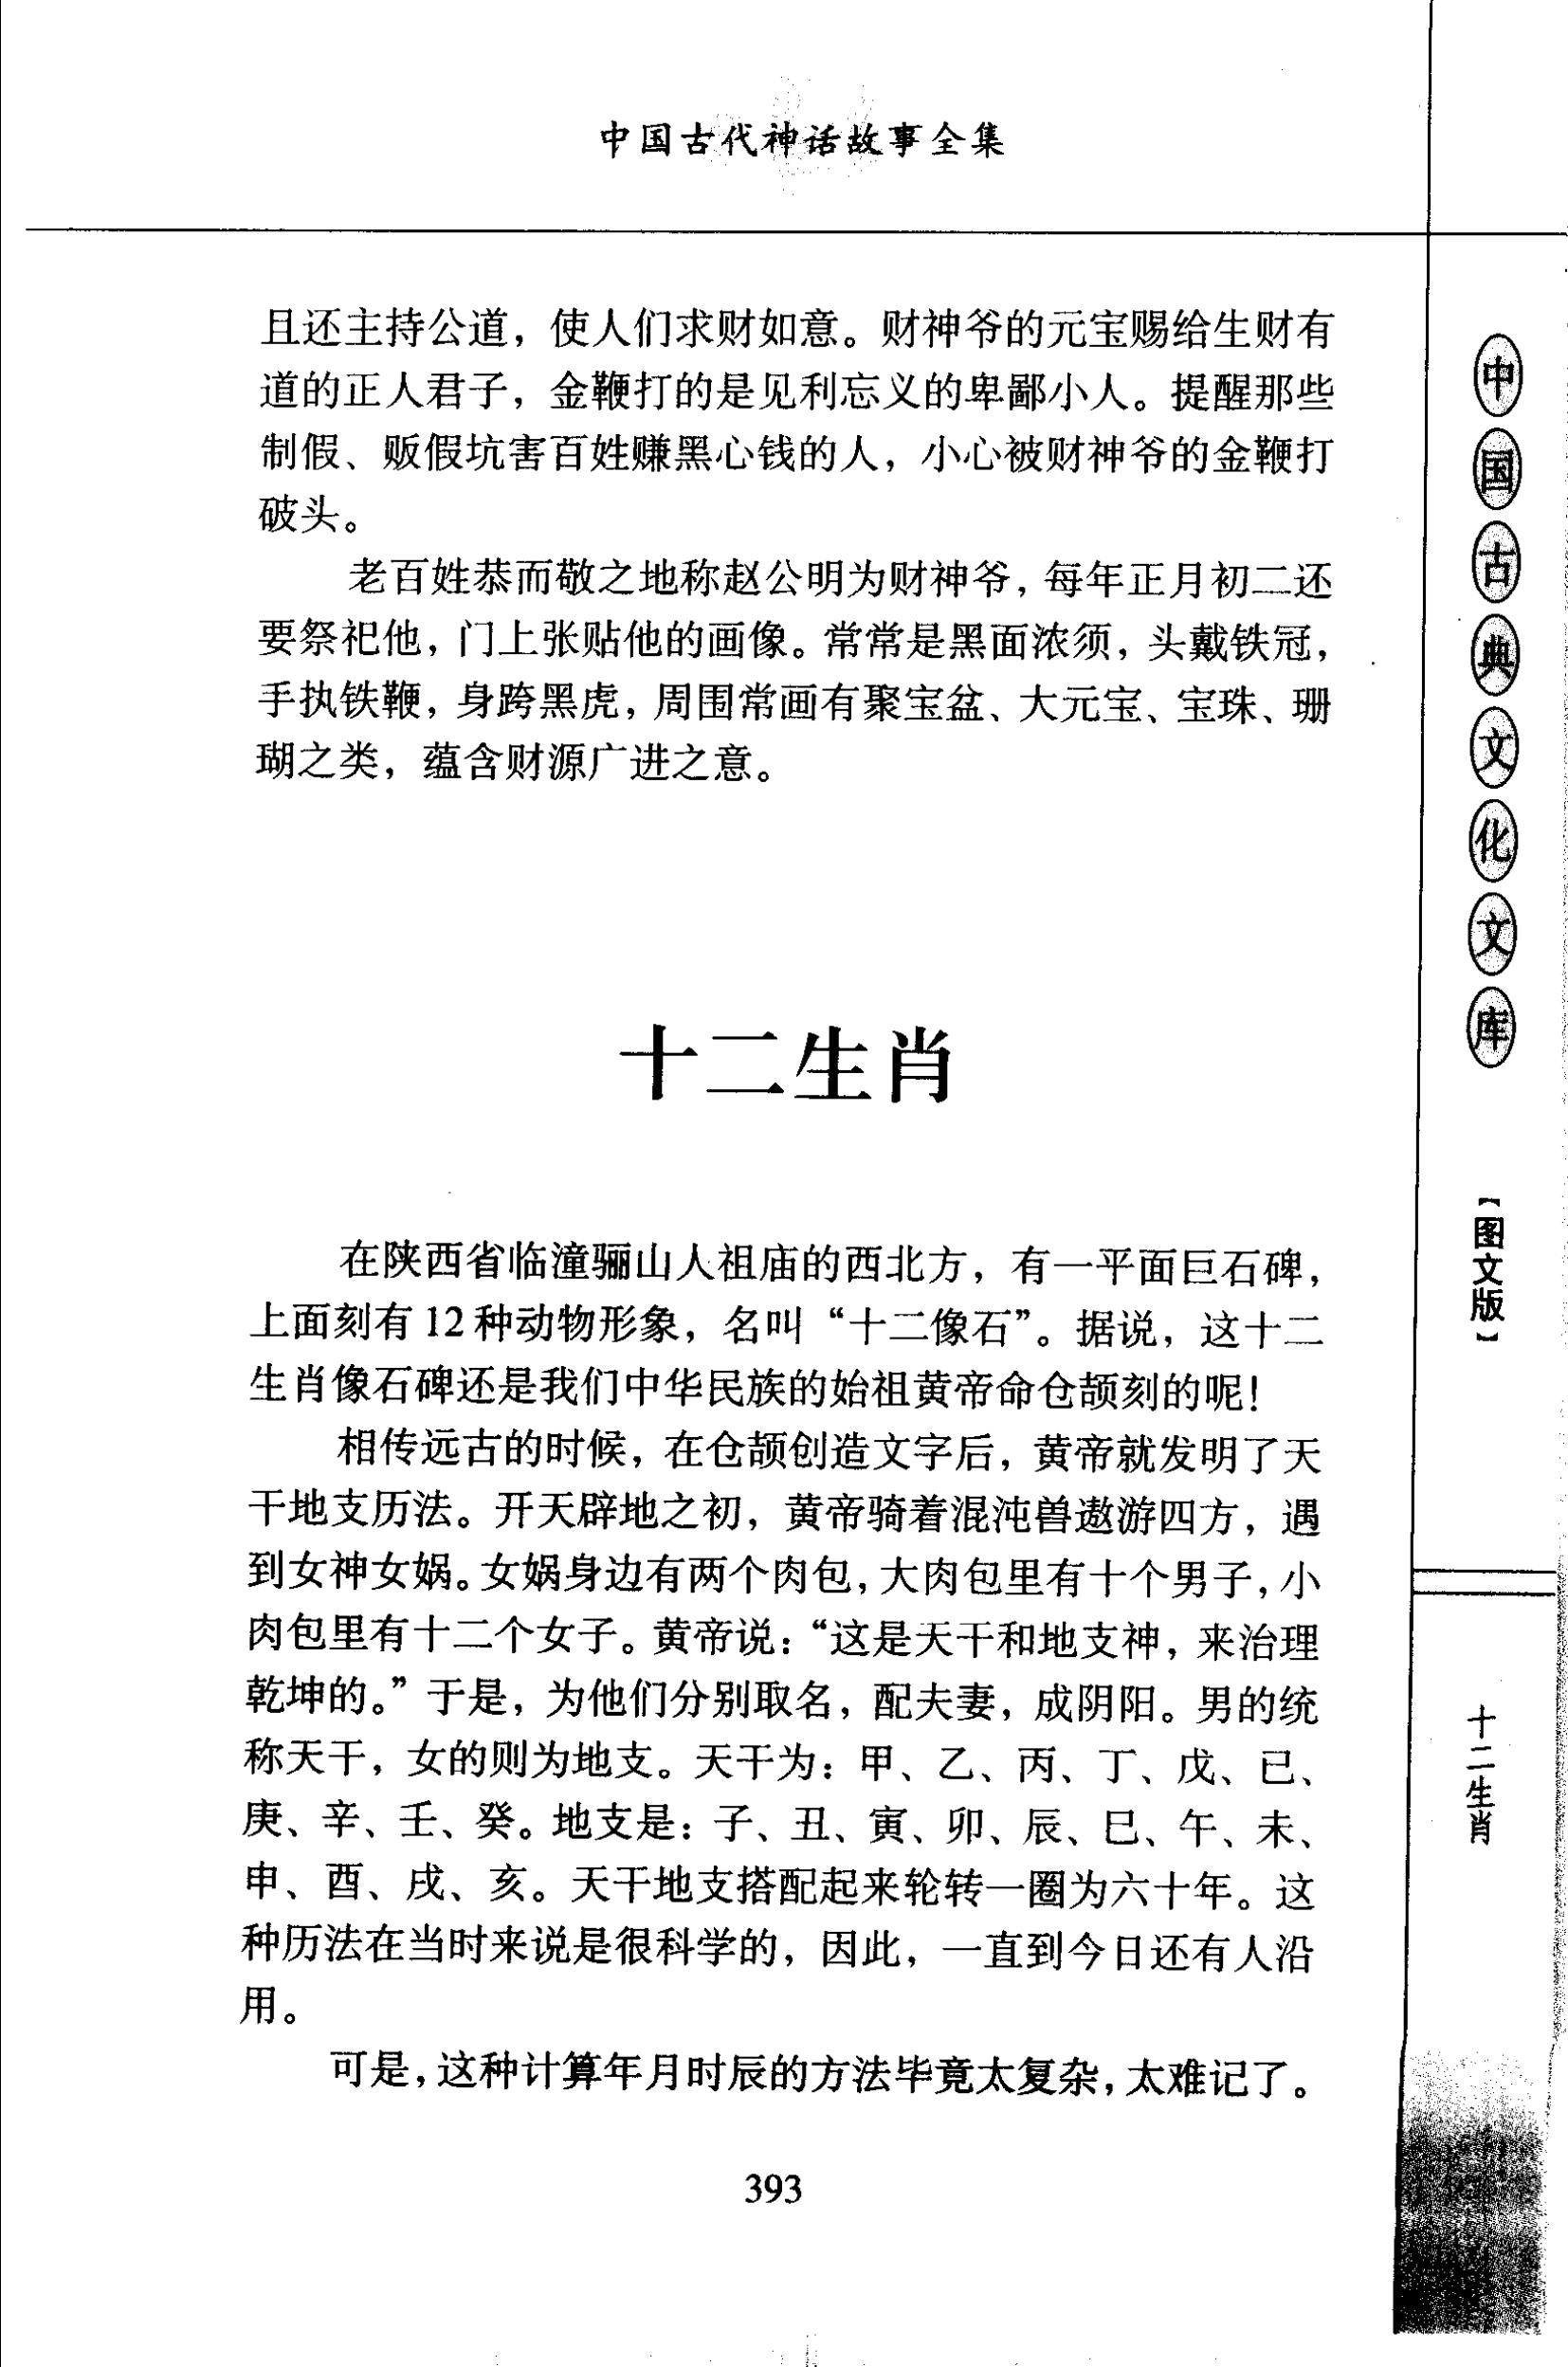 中国古代神话故事全集
且还主持公道，使人们求财如意。财神爷的元宝赐给生财有
道的正人君子，金鞭打的是见利忘义的卑鄙小人。提醒那些
制假、贩假坑害百姓赚黑心钱的人，小心被财神爷的金鞭打
破头。
老百姓恭而敬之地称赵公明为财神爷，每年正月初二还
要祭祀他，门上张贴他的画像。常常是黑面浓须，头戴铁冠，
手执铁鞭，身跨黑虎，周围常画有聚宝盆、大元宝、宝珠、珊
瑚之类，蕴含财源广进之意。
十二生肖
在陕西省临潼骊山人祖庙的西北方，有一平面巨石碑，
上面刻有12种动物形象，名叫“十二像石”。据说，这十二
生肖像石碑还是我们中华民族的始祖黄帝命仓颉刻的呢！
相传远古的时候，在仓颉创造文字后，黄帝就发明了天
干地支历法。开天辟地之初，黄帝骑着混沌兽遨游四方，遇
到女神女娲。女娲身边有两个肉包，大肉包里有十个男子，小
肉包里有十二个女子。黄帝说：“这是天干和地支神，来治理
乾坤的。”于是，为他们分别取名，配夫妻，成阴阳。男的统
称天干，女的则为地支。天干为：甲、乙、丙、丁、戊、已、
庚、辛、壬、癸。地支是：子、丑、寅、卯、辰、巳、午、未、
申、酉、戌、亥。天干地支搭配起来轮转一圈为六十年。这
种历法在当时来说是很科学的，因此，一直到今日还有人沿
用。
可是，这种计算年月时辰的方法毕竟太复杂，太难记了。
393
中国古典文化文库
【图文版】
十二生肖